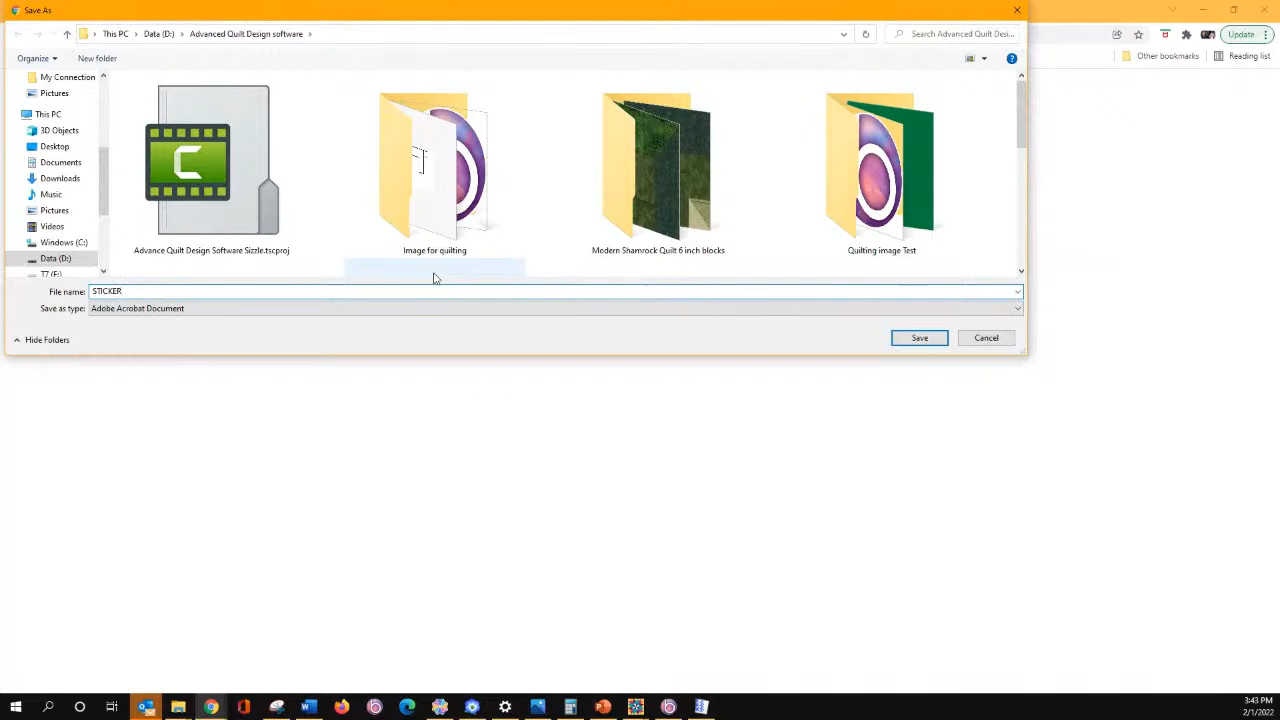 Save As
This PC > Data (D:) > Advanced Quilt Design software >
Search Advanced Quilt Desi...
Update
Organize
New folder
Other bookmarks
Reading list
My Connection
Pictures
This PC
3D Objects
Desktop
Documents
Downloads
Music
Pictures
Videos
Windows (C:)
Data (D:)
T7 (F:)
Advance Quilt Design Software Sizzle.tscproj
Image for quilting
Modern Shamrock Quilt 6 inch blocks
Quilting image Test
File name: STICKER
Save as type: Adobe Acrobat Document
Hide Folders
Save
Cancel
3:43 PM
2/1/2022